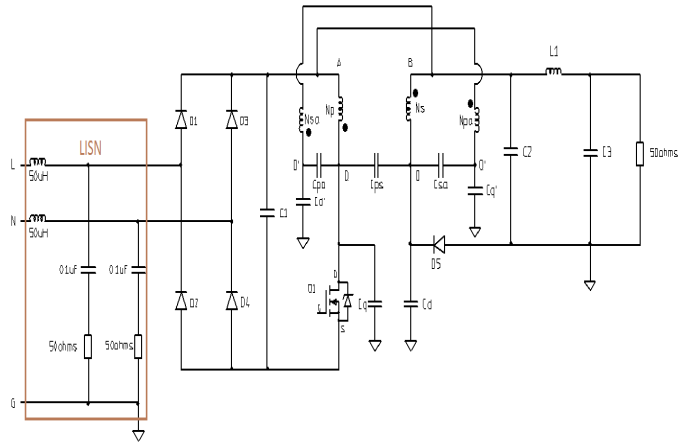 LISN
L
50uH
N
50uH
0.1uF
0.1uF
50ohms
50ohms
G
D1
D3
D2
D4
C1
A
B
Nsa
Np
Ns
Npa
D'
Cpa
D
Cps
O
Csa
O'
Cd'
Cq'
D
Q1
G
S
Cq
Cd
D5
L1
C2
C3
50ohms